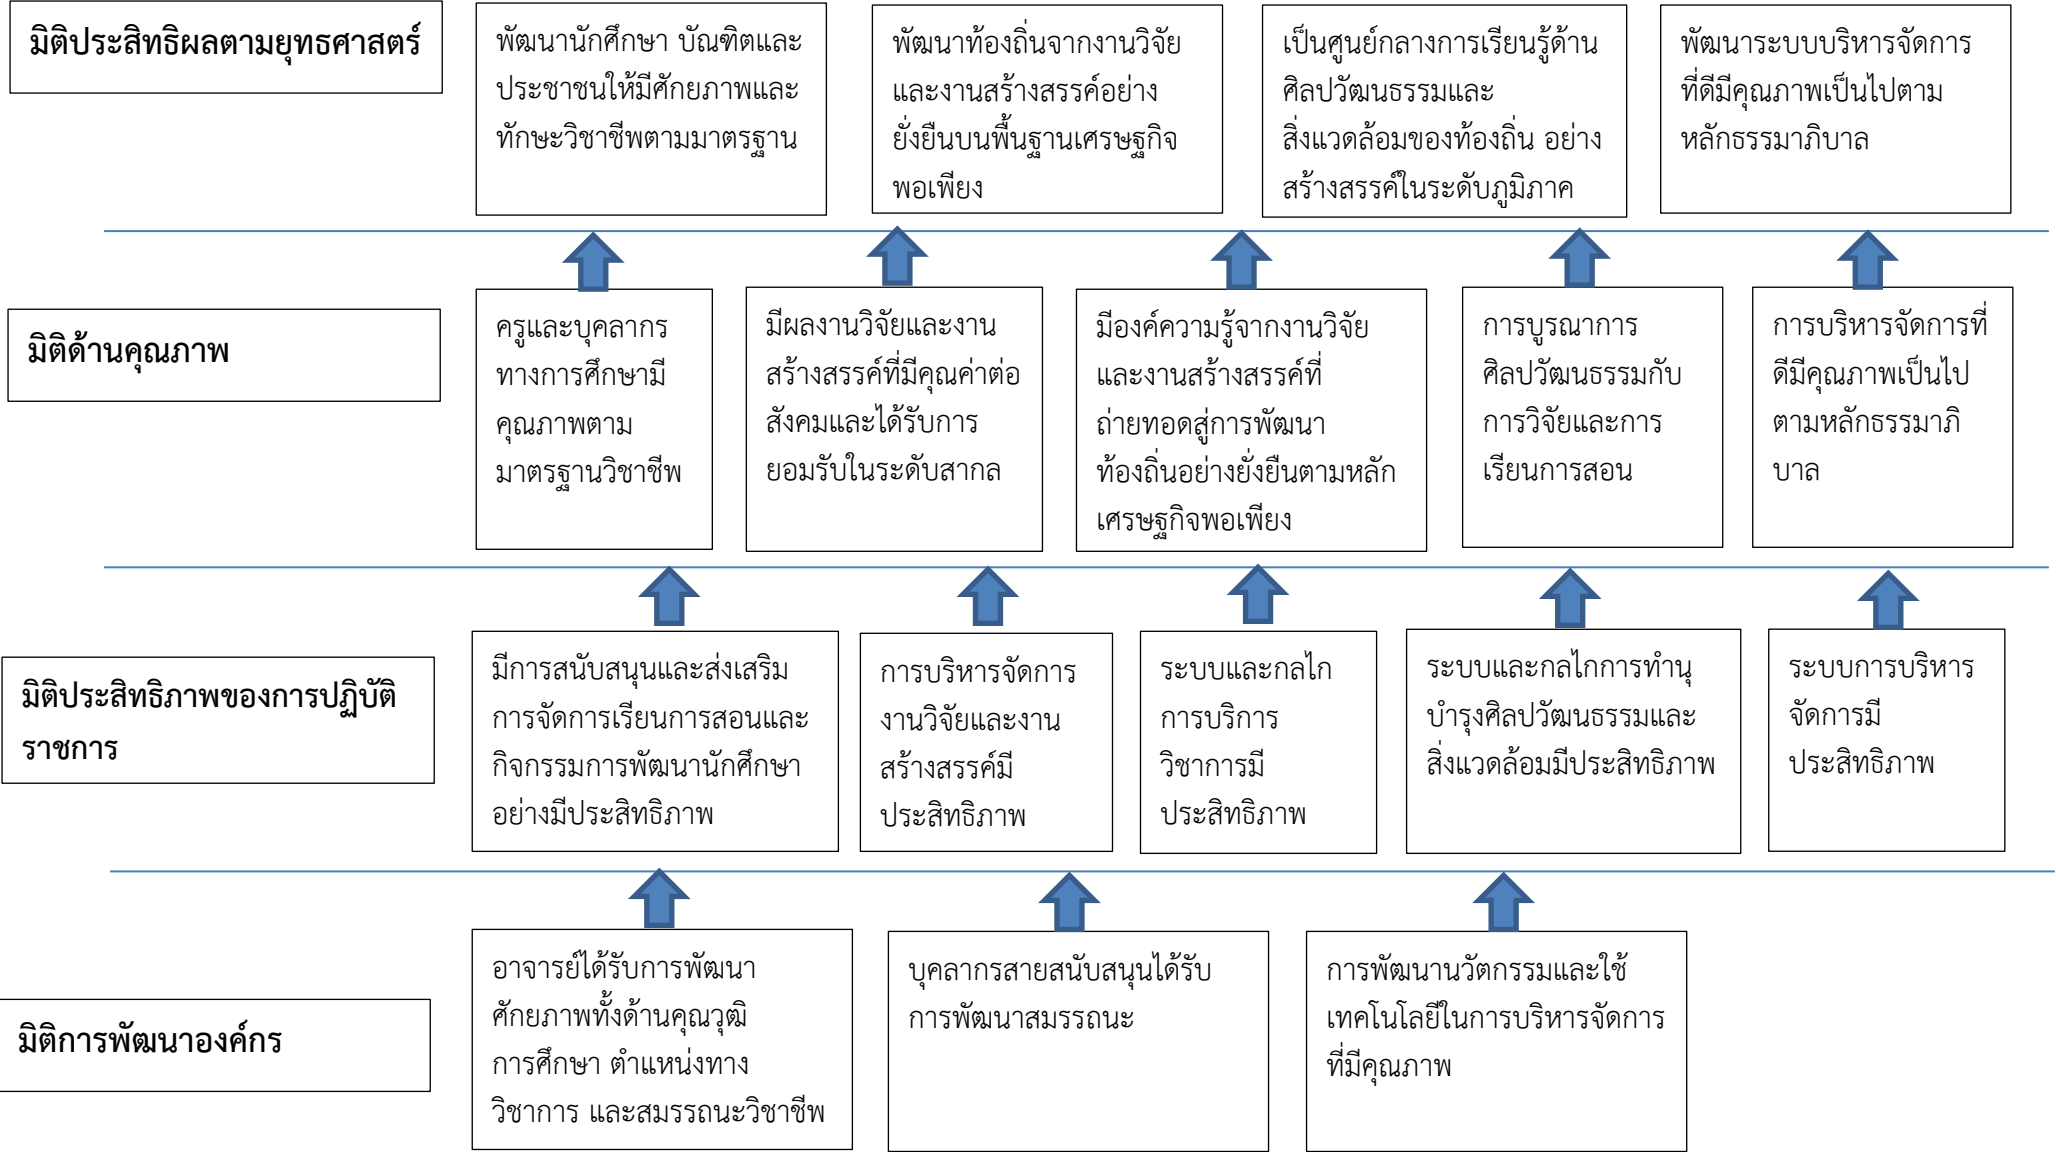 มิติประสิทธิผลตามยุทธศาสตร์
พัฒนานักศึกษา บัณฑิตและ
ประชาชนให้มีศักยภาพและ
ทักษะวิชาชีพตามมาตรฐาน
พัฒนาท้องถิ่นจากงานวิจัย
และงานสร้างสรรค์อย่าง
ยั่งยืนบนพื้นฐานเศรษฐกิจ
พอเพียง
เป็นศูนย์กลางการเรียนรู้ด้าน
ศิลปวัฒนธรรมและ
สิ่งแวดล้อมของท้องถิ่น อย่าง
สร้างสรรค์ในระดับภูมิภาค
พัฒนาระบบบริหารจัดการ
ที่ดีมีคุณภาพเป็นไปตาม
หลักธรรมาภิบาล
มิติด้านคุณภาพ
ครูและบุคลากร
ทางการศึกษามี
คุณภาพตาม
มาตรฐานวิชาชีพ
มีผลงานวิจัยและงาน
สร้างสรรค์ที่มีคุณค่าต่อ
สังคมและได้รับการ
ยอมรับในระดับสากล
มีองค์ความรู้จากงานวิจัย
และงานสร้างสรรค์ที่
ถ่ายทอดสู่การพัฒนา
ท้องถิ่นอย่างยั่งยืนตามหลัก
เศรษฐกิจพอเพียง
การบูรณาการ
ศิลปวัฒนธรรมกับ
การวิจัยและการ
เรียนการสอน
การบริหารจัดการที่
ดีมีคุณภาพเป็นไป
ตามหลักธรรมาภิ
บาล
มิติประสิทธิภาพของการปฏิบัติ
ราชการ
มีการสนับสนุนและส่งเสริม
การจัดการเรียนการสอนและ
กิจกรรมการพัฒนานักศึกษา
อย่างมีประสิทธิภาพ
การบริหารจัดการ
งานวิจัยและงาน
สร้างสรรค์มี
ประสิทธิภาพ
ระบบและกลไก
การบริการ
วิชาการมี
ประสิทธิภาพ
ระบบและกลไกการทำนุ
บำรุงศิลปวัฒนธรรมและ
สิ่งแวดล้อมมีประสิทธิภาพ
ระบบการบริหาร
จัดการมี
ประสิทธิภาพ
มิติการพัฒนาองค์กร
อาจารย์ได้รับการพัฒนา
ศักยภาพทั้งด้านคุณวุฒิ
การศึกษา ตำแหน่งทาง
วิชาการ และสมรรถนะวิชาชีพ
บุคลากรสายสนับสนุนได้รับ
การพัฒนาสมรรถนะ
การพัฒนานวัตกรรมและใช้
เทคโนโลยีในการบริหารจัดการ
ที่มีคุณภาพ